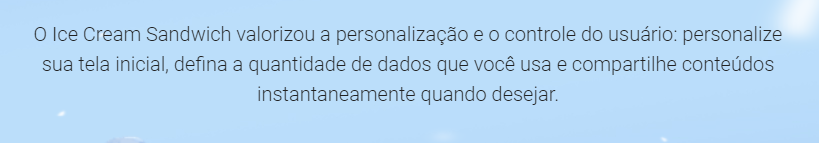 O Ice Cream Sandwich valorizou a personalização e o controle do usuário: personalize
sua tela inicial, defina a quantidade de dados que você usa e compartilhe conteúdos
instantaneamente quando desejar.